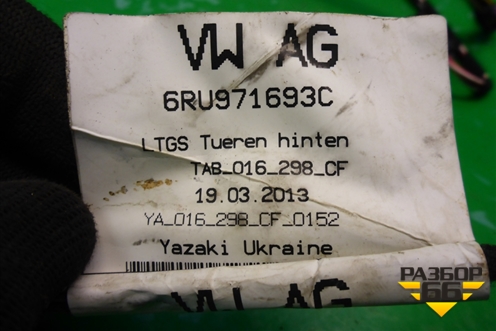 VW AG
6RU971693C
LTGS Tueren hinten
TAB_016_298_CF
19.03.2013
YA_016_298_CF_0152
Yazaki Ukraine
VW AG
РАЗБОР
66